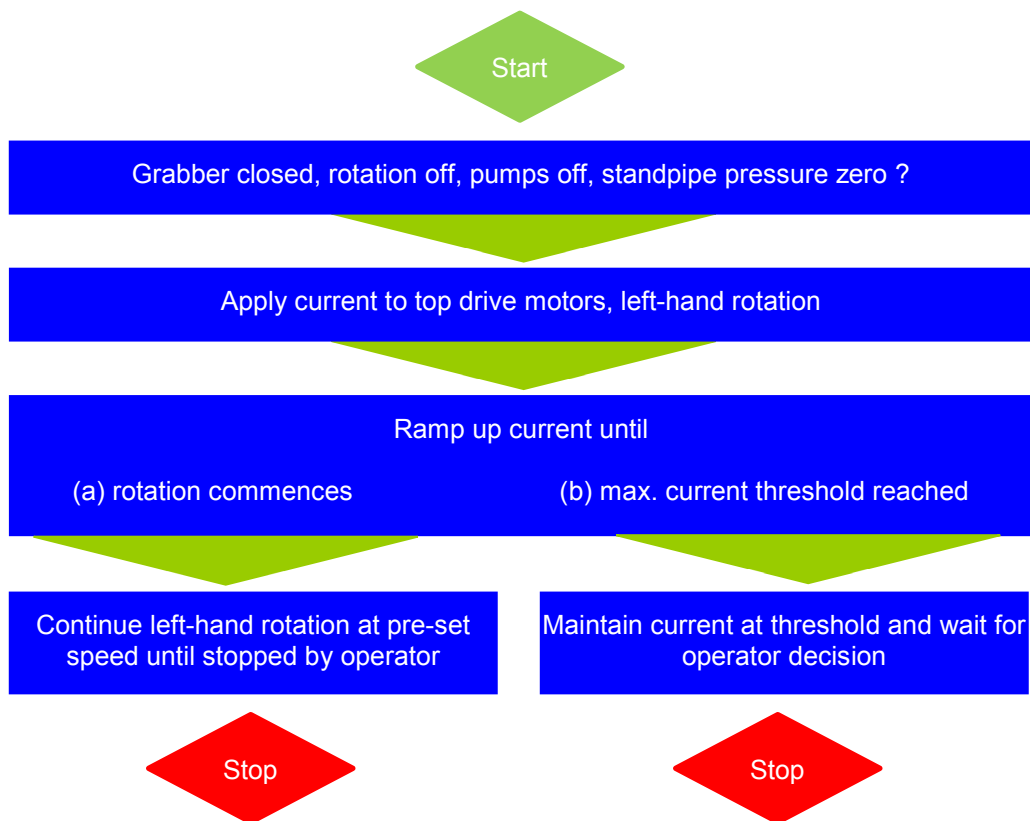 Start
Grabber closed, rotation off, pumps off, standpipe pressure zero ?
Apply current to top drive motors, left-hand rotation
Ramp up current until
(a) rotation commences
(b) max. current threshold reached
Continue left-hand rotation at pre-set
speed until stopped by operator
Maintain current at threshold and wait for
operator decision
Stop
Stop